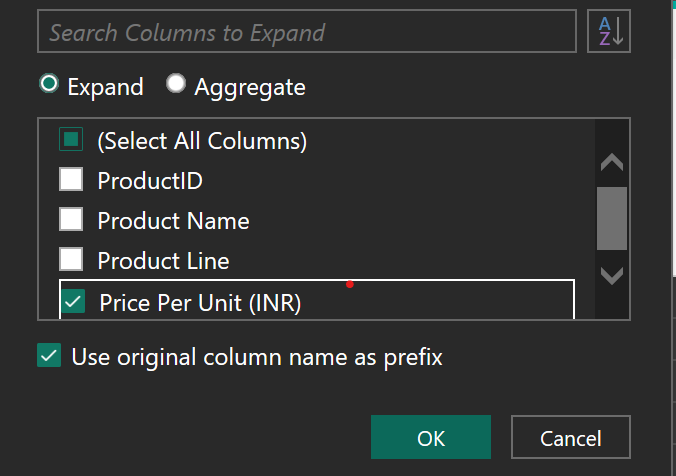 Search Columns to Expand
A
Z
Expand Aggregate
(Select All Columns)
ProductID
Product Name
Product Line
Price Per Unit (INR)
Use original column name as prefix
OK Cancel